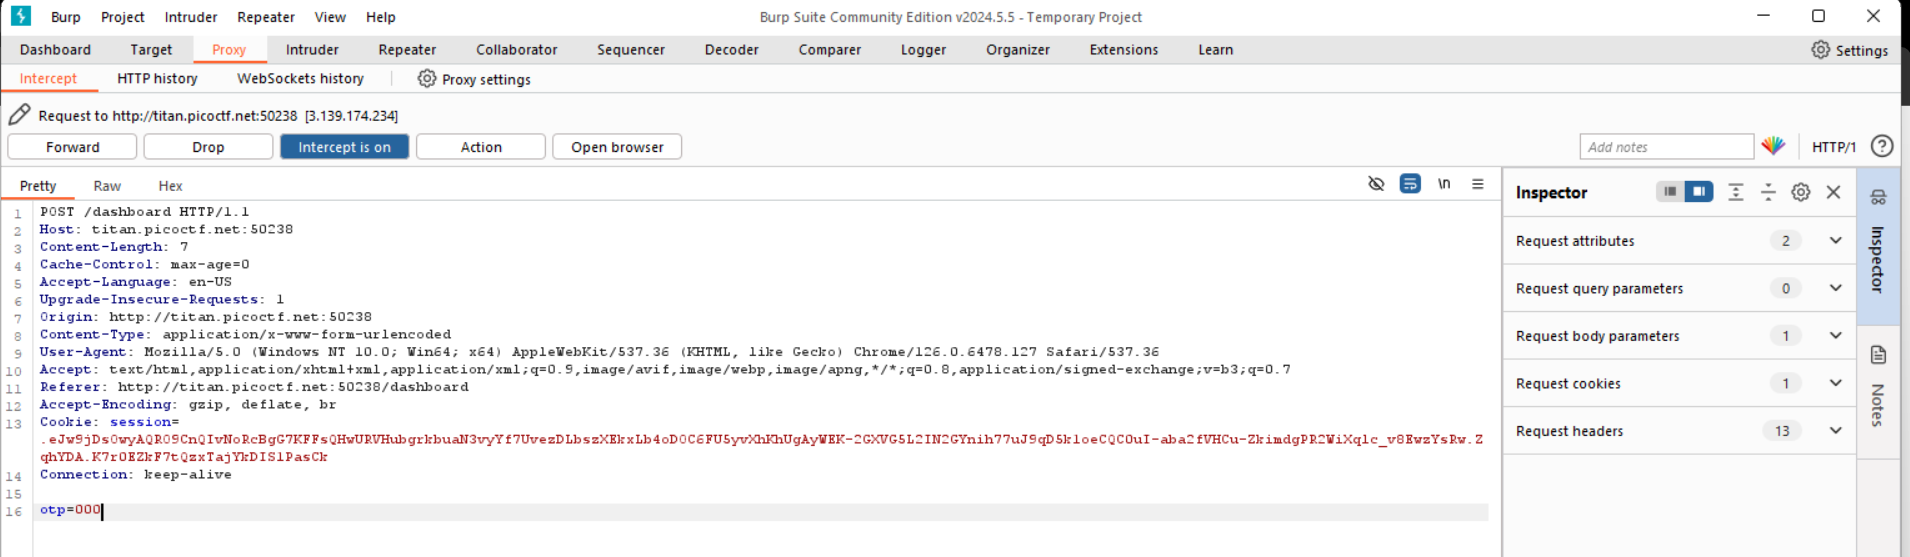 Burp Project Intruder Repeater View Help Burp Suite Community Edition v2024.5.5 - Temporary Project
Dashboard Target Proxy Intruder Repeater Collaborator Sequencer Decoder Comparer Logger Organizer Extensions Learn Settings
Intercept HTTP history WebSockets history Proxy settings
Request to http://titan.picoctf.net:50238 [3.139.174.234]
Forward Drop Intercept is on Action Open browser Add notes HTTP/1
Pretty Raw Hex \n
1 POST /dashboard HTTP/1.1
2 Host: titan.picoctf.net:50238
3 Content-Length: 7
4 Cache-Control: max-age=0
5 Accept-Language: en-US
6 Upgrade-Insecure-Requests: 1
7 Origin: http://titan.picoctf.net:50238
8 Content-Type: application/x-www-form-urlencoded
9 User-Agent: Mozilla/5.0 (Windows NT 10.0; Win64; x64) AppleWebKit/537.36 (KHTML, like Gecko) Chrome/126.0.6478.127 Safari/537.36
10 Accept: text/html,application/xhtml+xml,application/xml;q=0.9,image/avif,image/webp,image/apng,*/*;q=0.8,application/signed-exchange;v=b3;q=0.7
11 Referer: http://titan.picoctf.net:50238/dashboard
12 Accept-Encoding: gzip, deflate, br
13 Cookie: session=
14 Connection: keep-alive
15
16 otp=000
Inspector
Request attributes 2
Request query parameters 0
Request body parameters 1
Request cookies 1
Request headers 13
Inspector
Notes